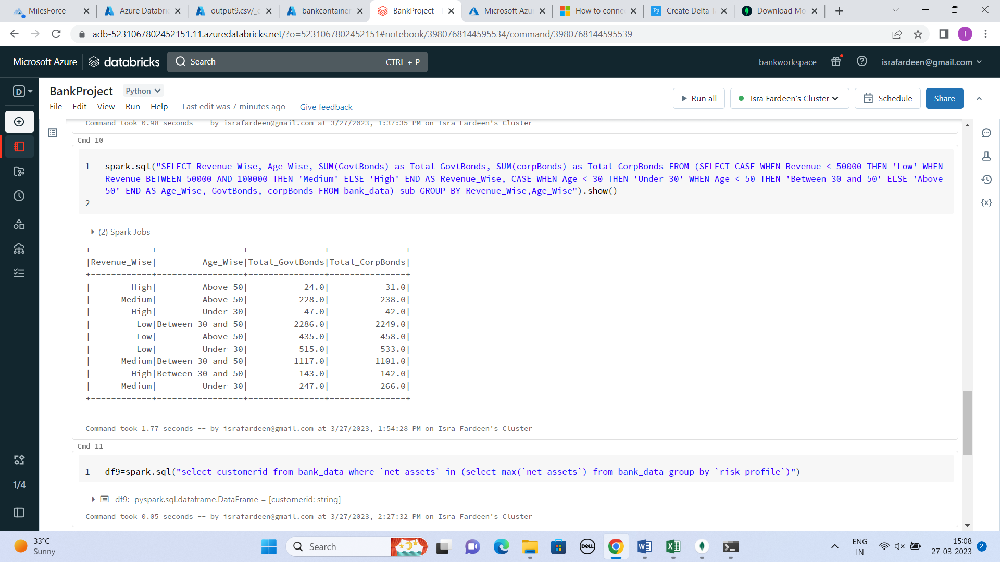 MilesForce
Azure Databric
output9.csv/_c
bankcontainer
BankProject -
Microsoft Azu
How to conne
Pp Create Delta T
Download Mo
adb-5231067802452151.11.azuredatabricks.net/?o=5231067802452151#notebook/3980768144595534/command/3980768144595539
I
Microsoft Azure databricks Search CTRL + P bankworkspace israfardeen@gmail.com
D BankProject Python Run all Isra Fardeen's Cluster Schedule Share
File Edit View Run Help Last edit was 7 minutes ago Give feedback
Command took 0.98 seconds -- by israfardeen@gmail.com at 3/27/2023, 1:37:35 PM on Isra Fardeen's Cluster
Cmd 10
1 spark.sql("SELECT Revenue_Wise, Age_Wise, SUM(GovtBonds) as Total_GovtBonds, SUM(corpBonds) as Total_CorpBonds FROM (SELECT CASE WHEN Revenue < 50000 THEN 'Low' WHEN
Revenue BETWEEN 50000 AND 100000 THEN 'Medium' ELSE 'High' END AS Revenue_Wise, CASE WHEN Age < 30 THEN 'Under 30' WHEN Age < 50 THEN 'Between 30 and 50' ELSE 'Above
50' END AS Age_Wise, GovtBonds, corpBonds FROM bank_data) sub GROUP BY Revenue_Wise,Age_Wise").show()
2
(2) Spark Jobs
+------------+-----------------+---------------+---------------+
|Revenue_Wise|         Age_Wise|Total_GovtBonds|Total_CorpBonds|
+------------+-----------------+---------------+---------------+
|        High|         Above 50|           24.0|           31.0|
|      Medium|         Above 50|          228.0|          238.0|
|        High|         Under 30|           47.0|           42.0|
|         Low|Between 30 and 50|         2286.0|         2249.0|
|         Low|         Above 50|          435.0|          458.0|
|         Low|         Under 30|          515.0|          533.0|
|      Medium|Between 30 and 50|         1117.0|         1101.0|
|        High|Between 30 and 50|          143.0|          142.0|
|      Medium|         Under 30|          247.0|          266.0|
+------------+-----------------+---------------+---------------+
Command took 1.77 seconds -- by israfardeen@gmail.com at 3/27/2023, 1:54:28 PM on Isra Fardeen's Cluster
Cmd 11
1 df9=spark.sql("select customerid from bank_data where `net assets` in (select max(`net assets`) from bank_data group by `risk profile`)")
df9: pyspark.sql.dataframe.DataFrame = [customerid: string]
Command took 0.05 seconds -- by israfardeen@gmail.com at 3/27/2023, 2:27:32 PM on Isra Fardeen's Cluster
{x}
1/4
33°C
Sunny
Search
DELL
ENG
IN
15:08
27-03-2023
2